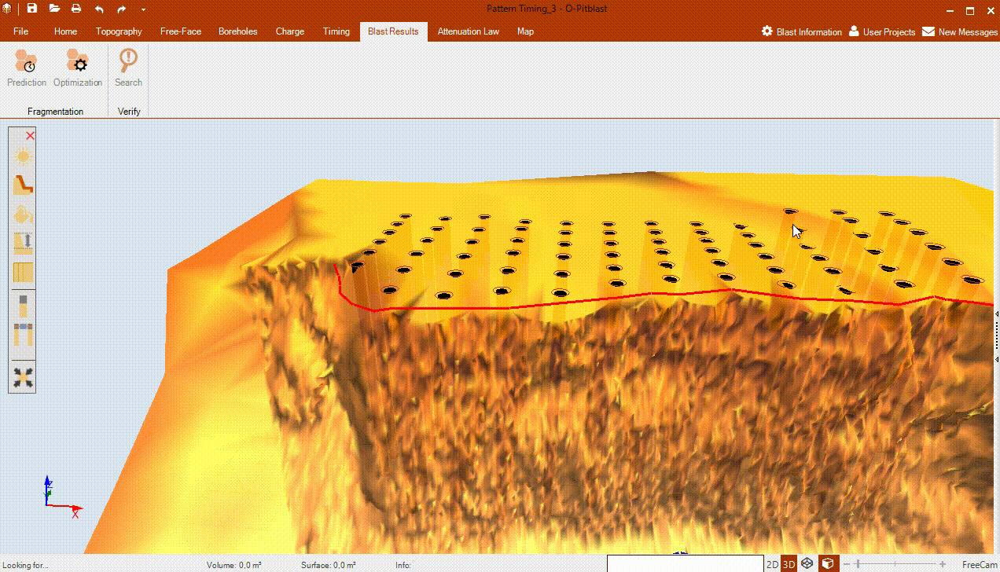 Pattern Timing_3 - O-Pitblast
File Home Topography Free-Face Boreholes Charge Timing Blast Results Attenuation Law Map Blast Information User Projects New Messages
Prediction Optimization Search
Fragmentation Verify
Z
Y
X
Looking for... Volume: 0,0 m³ Surface: 0,0 m² Info: 2D 3D FreeCam